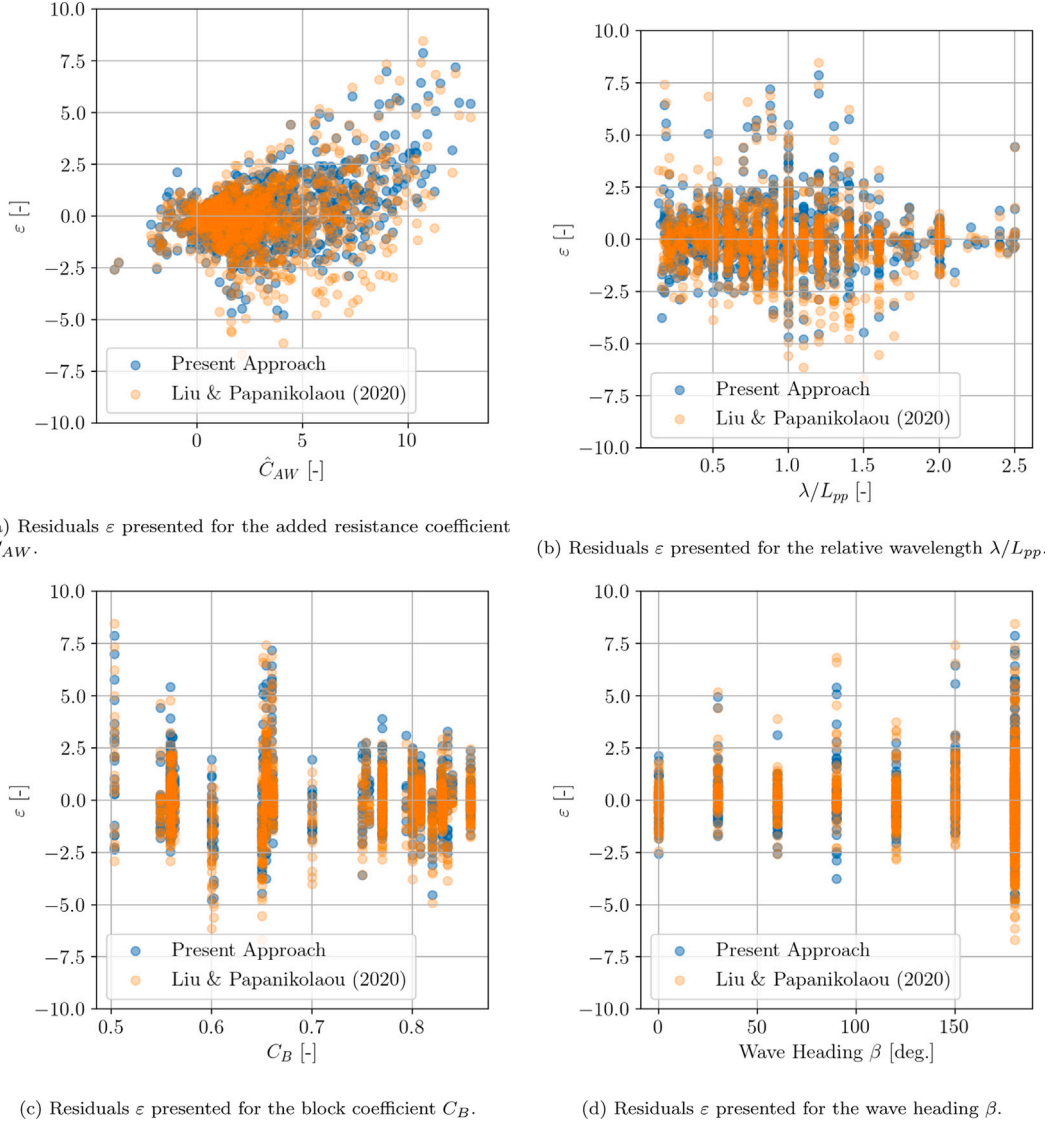 10.0
7.5
5.0
2.5
0.0
−2.5
−5.0
−7.5
−10.0
ε [-]
Present Approach
Liu & Papanikolaou (2020)
0 5 10
Ĉ_AW [-]
) Residuals ε presented for the added resistance coefficient
AW.
10.0
7.5
5.0
2.5
0.0
−2.5
−5.0
−7.5
−10.0
ε [-]
Present Approach
Liu & Papanikolaou (2020)
0.5 1.0 1.5 2.0 2.5
λ/L_pp [-]
(b) Residuals ε presented for the relative wavelength λ/L_pp.
10.0
7.5
5.0
2.5
0.0
−2.5
−5.0
−7.5
−10.0
ε [-]
Present Approach
Liu & Papanikolaou (2020)
0.5 0.6 0.7 0.8
C_B [-]
(c) Residuals ε presented for the block coefficient C_B.
10.0
7.5
5.0
2.5
0.0
−2.5
−5.0
−7.5
−10.0
ε [-]
Present Approach
Liu & Papanikolaou (2020)
0 50 100 150
Wave Heading β [deg.]
(d) Residuals ε presented for the wave heading β.